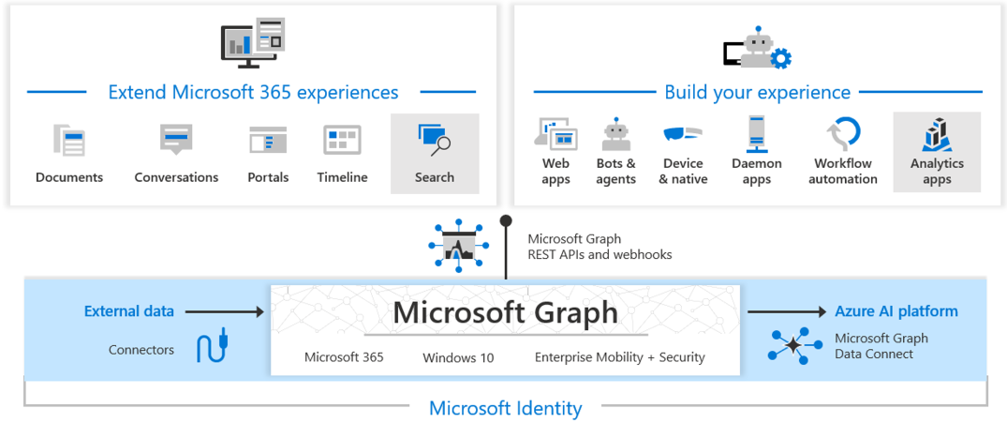 Extend Microsoft 365 experiences
Documents
Conversations
Portals
Timeline
Search
Build your experience
Web
apps
Bots &
agents
Device
& native
Daemon
apps
Workflow
automation
Analytics
apps
Microsoft Graph
REST APIs and webhooks
External data
Connectors
Microsoft Graph
Microsoft 365
Windows 10
Enterprise Mobility + Security
Azure AI platform
Microsoft Graph
Data Connect
Microsoft Identity